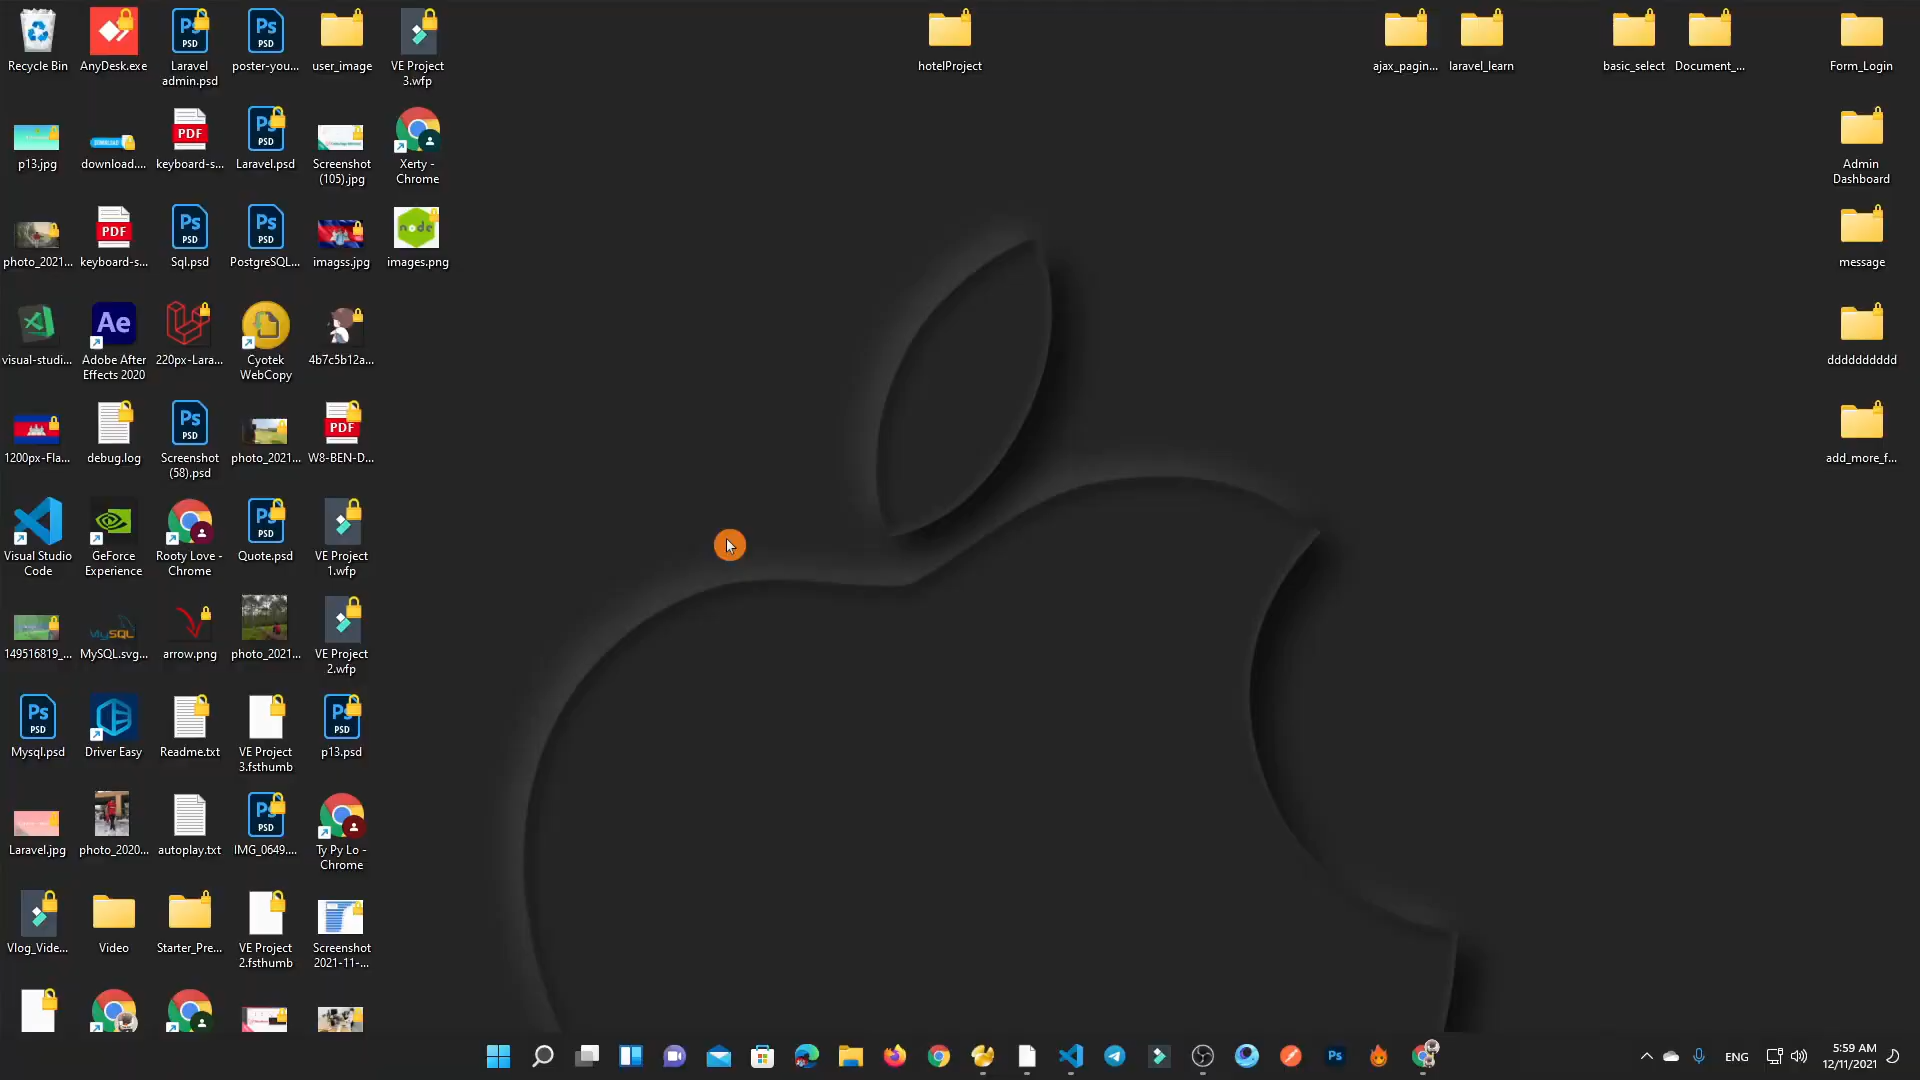 Recycle Bin
AnyDesk.exe
Laravel
admin.psd
poster-you...
user_image
VE Project
3.wfp
hotelProject
ajax_pagin...
laravel_learn
basic_select
Document_...
Form_Login
p13.jpg
download....
keyboard-s...
Laravel.psd
Screenshot
(105).jpg
Xerty -
Chrome
Admin
Dashboard
photo_2021...
keyboard-s...
Sql.psd
PostgreSQL...
imagss.jpg
images.png
message
visual-studi...
Adobe After
Effects 2020
220px-Lara...
Cyotek
WebCopy
4b7c5b12a...
dddddddddd
1200px-Fla...
debug.log
Screenshot
(58).psd
photo_2021...
W8-BEN-D...
add_more_f...
Visual Studio
Code
GeForce
Experience
Rooty Love -
Chrome
Quote.psd
VE Project
1.wfp
149516819_...
MySQL.svg...
arrow.png
photo_2021...
VE Project
2.wfp
Mysql.psd
Driver Easy
Readme.txt
VE Project
3.fsthumb
p13.psd
Laravel.jpg
photo_2020...
autoplay.txt
IMG_0649....
Ty Py Lo -
Chrome
Vlog_Vide...
Video
Starter_Pre...
VE Project
2.fsthumb
Screenshot
2021-11-...
ENG
5:59 AM
12/11/2021